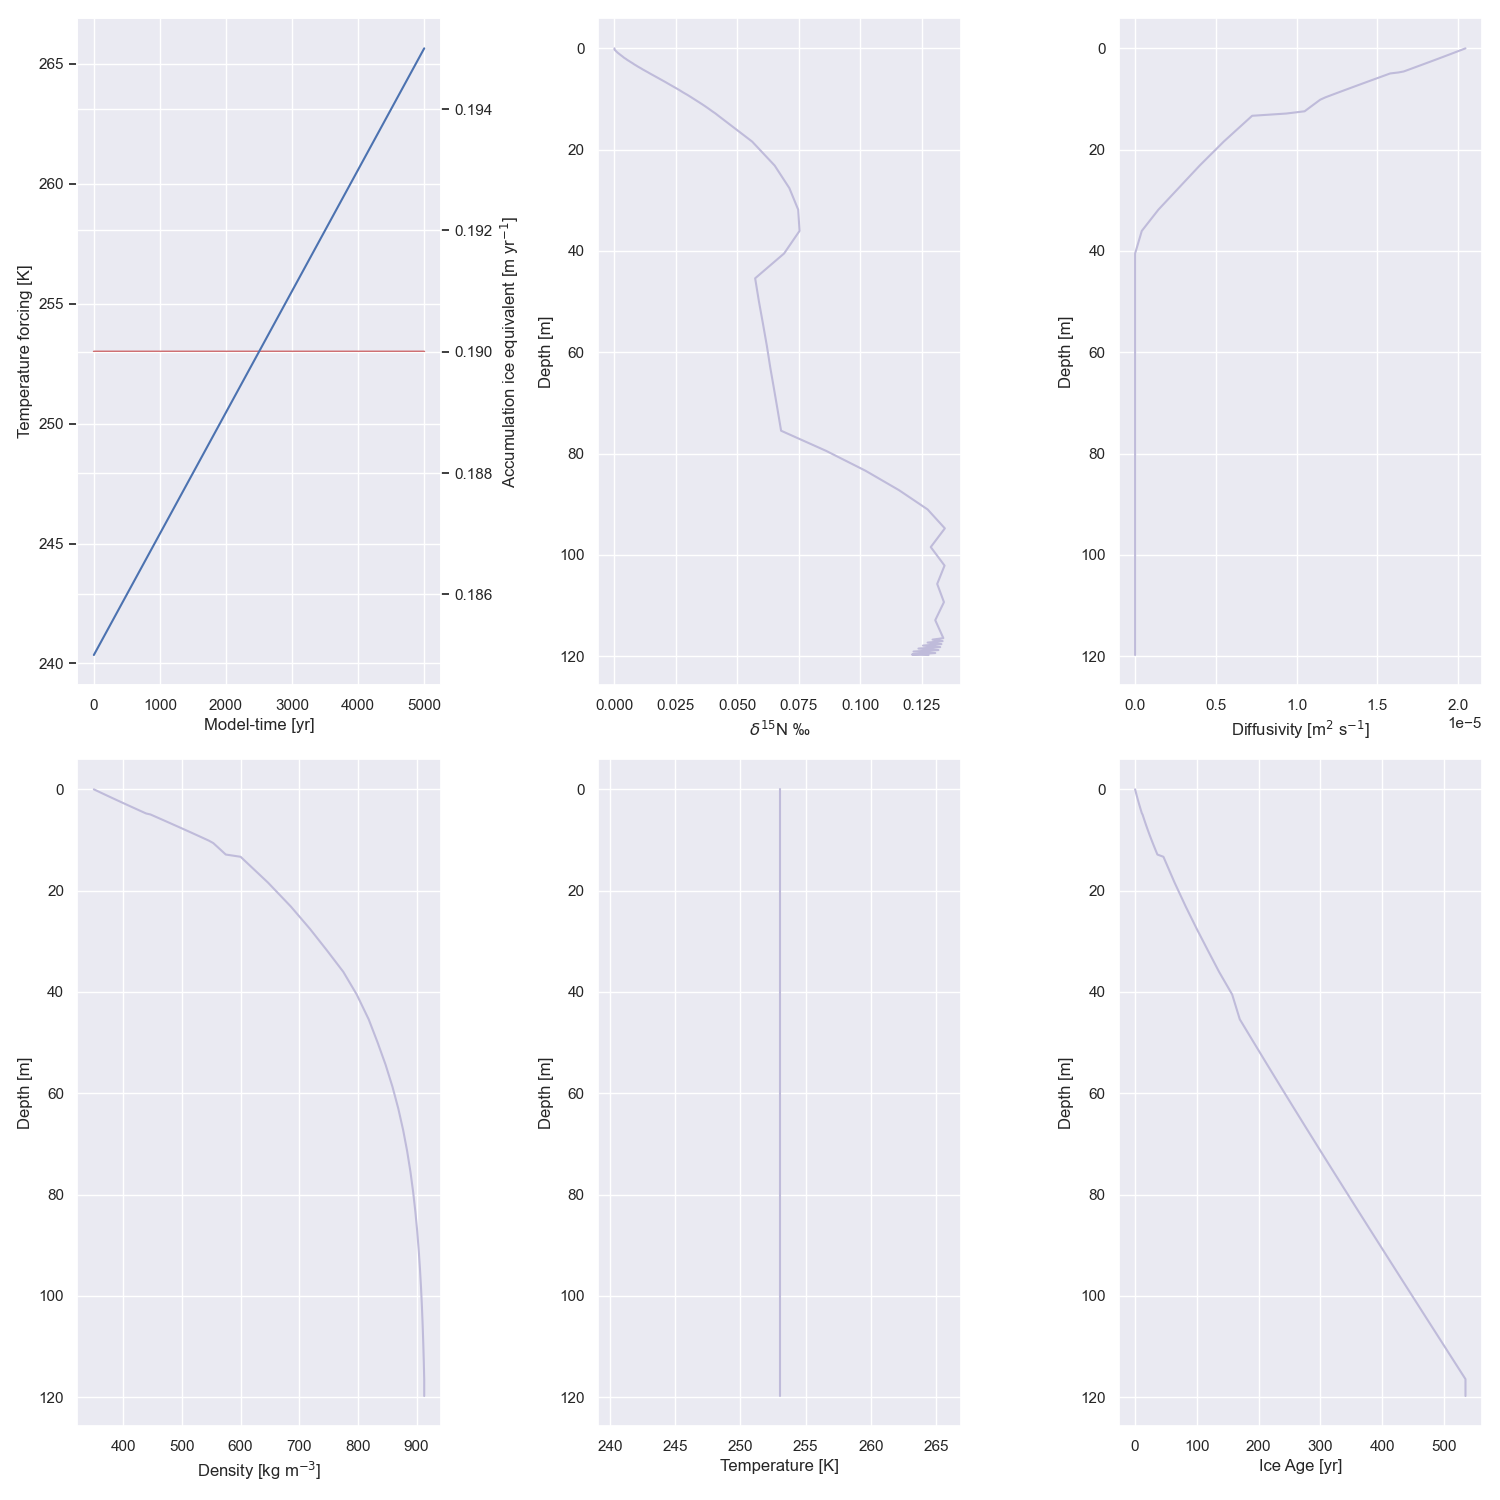 265
260
255
250
245
240
Temperature forcing [K]
0 1000 2000 3000 4000 5000
Model-time [yr]
0.194
0.192
0.190
0.188
0.186
Accumulation ice equivalent [m yr⁻¹]
0
20
40
60
80
100
120
Depth [m]
0.000 0.025 0.050 0.075 0.100 0.125
δ¹⁵N ‰
0
20
40
60
80
100
120
Depth [m]
0.0 0.5 1.0 1.5 2.0
1e−5
Diffusivity [m² s⁻¹]
0
20
40
60
80
100
120
Depth [m]
400 500 600 700 800 900
Density [kg m⁻³]
0
20
40
60
80
100
120
Depth [m]
240 245 250 255 260 265
Temperature [K]
0
20
40
60
80
100
120
Depth [m]
0 100 200 300 400 500
Ice Age [yr]